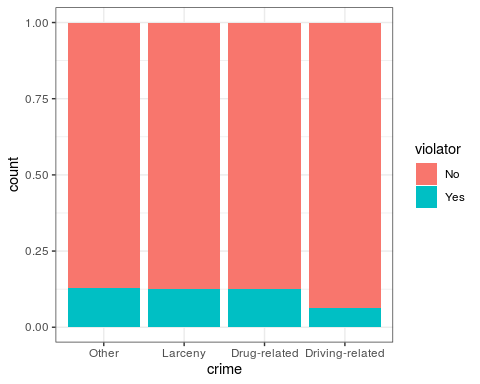 1.00
0.75
0.50
0.25
0.00
count
Other
Larceny
Drug-related
Driving-related
crime
violator
No
Yes